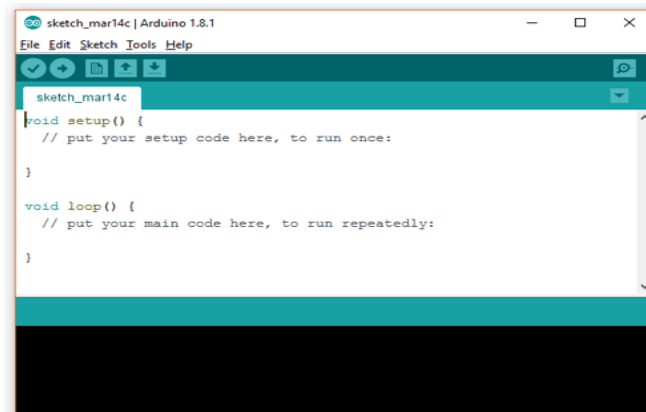 sketch_mar14c | Arduino 1.8.1
File Edit Sketch Tools Help
sketch_mar14c
void setup() {
  // put your setup code here, to run once:
}
void loop() {
  // put your main code here, to run repeatedly:
}